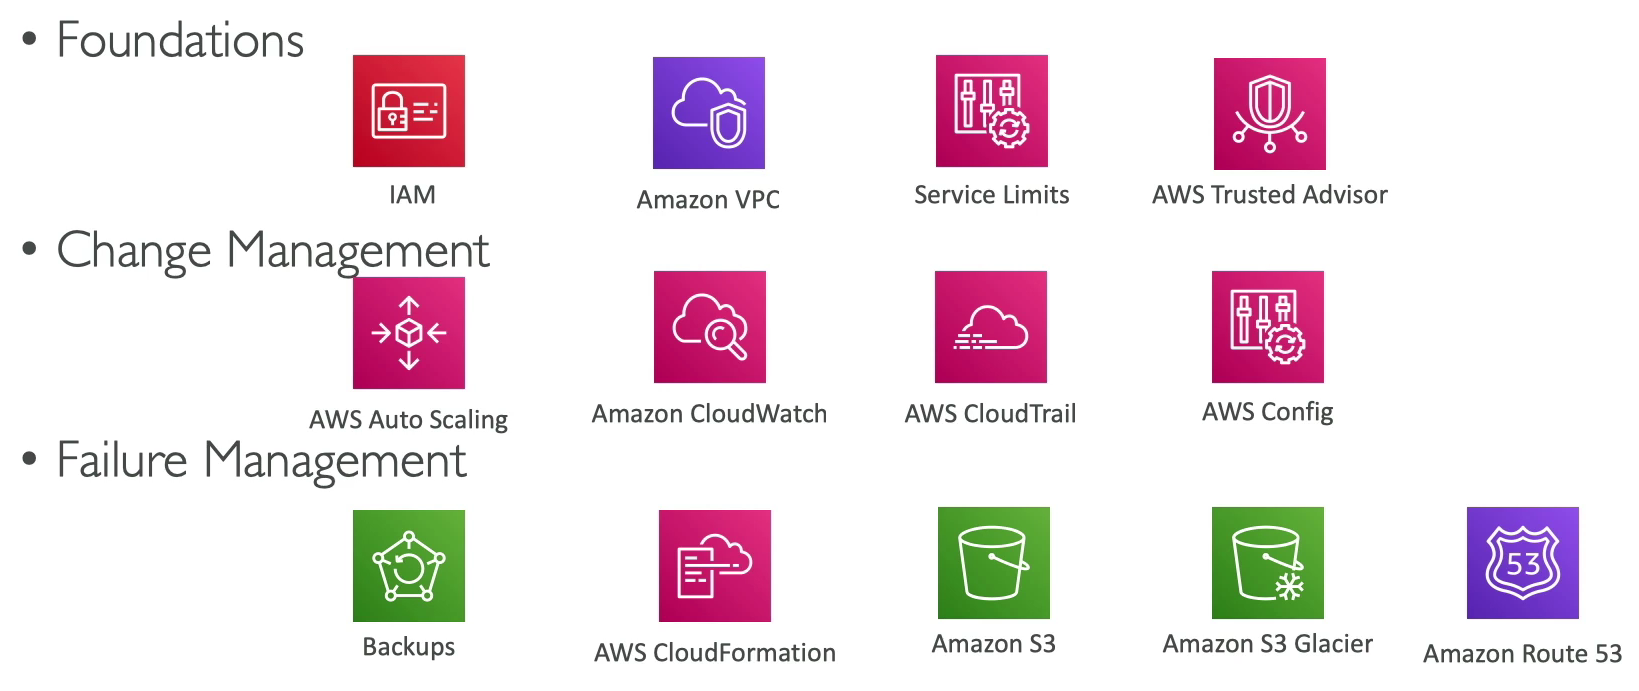 • Foundations
IAM
Amazon VPC
Service Limits
AWS Trusted Advisor
• Change Management
AWS Auto Scaling
Amazon CloudWatch
AWS CloudTrail
AWS Config
• Failure Management
Backups
AWS CloudFormation
Amazon S3
Amazon S3 Glacier
53
Amazon Route 53